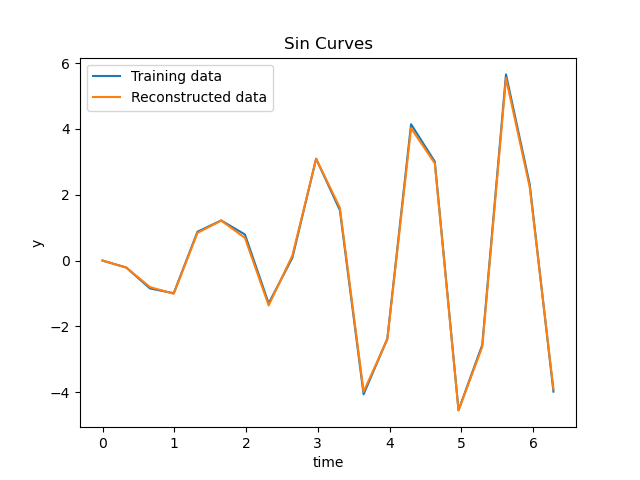 Sin Curves
Training data
Reconstructed data
y
6
4
2
0
−2
−4
0 1 2 3 4 5 6
time